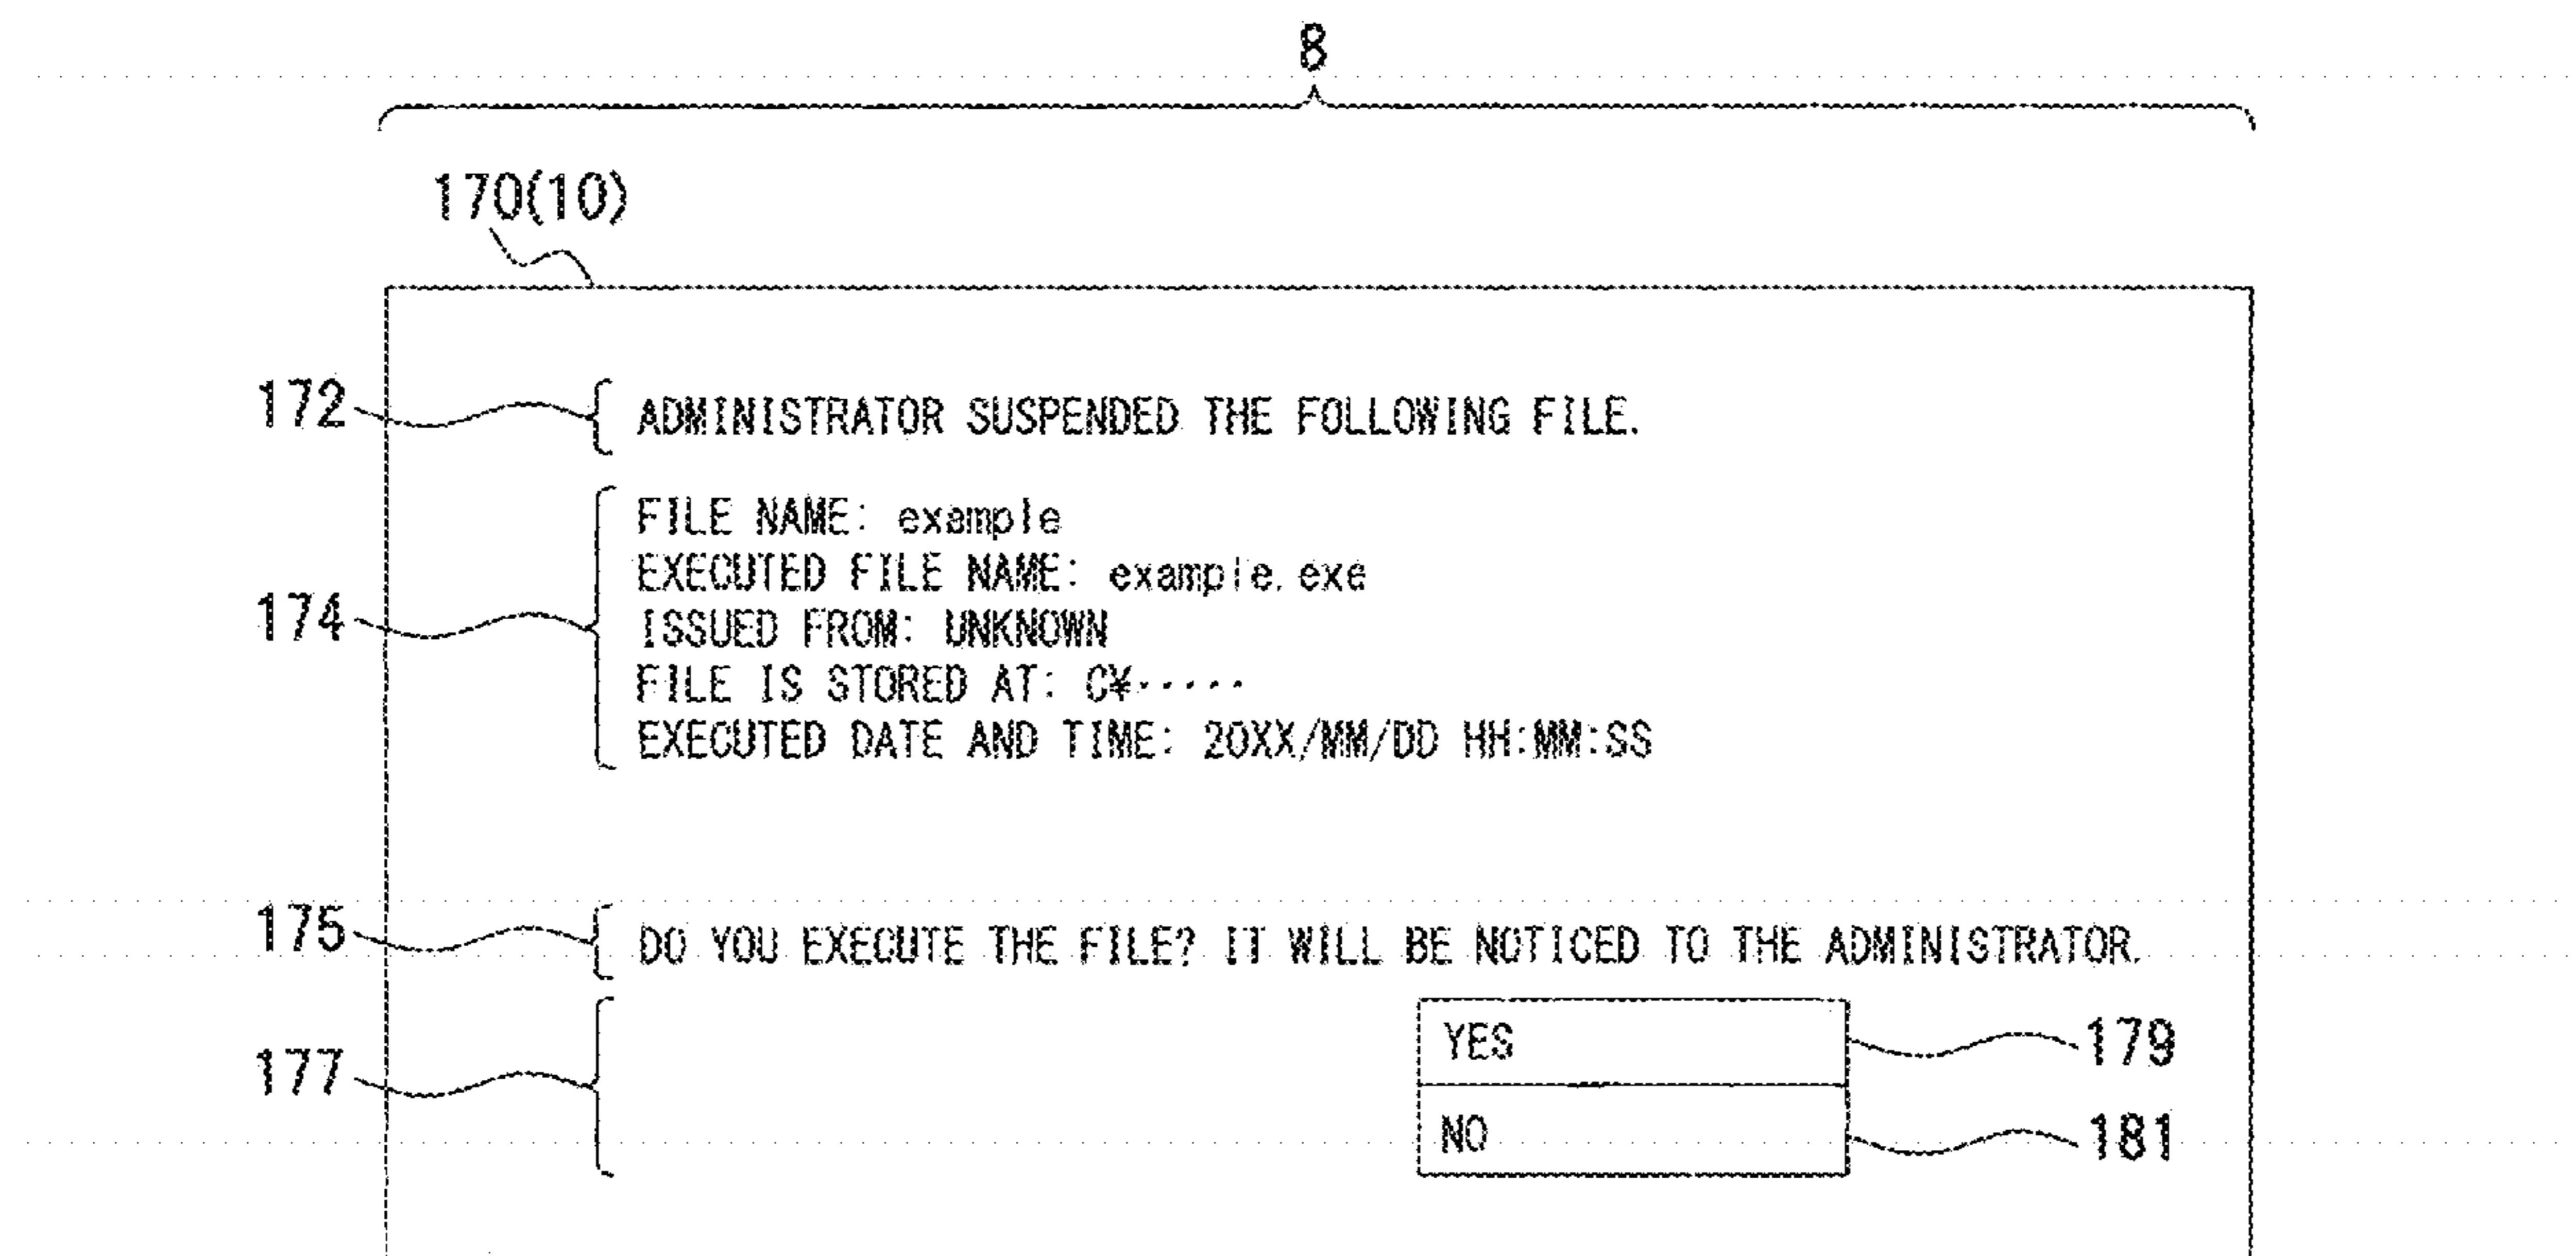 8
170(10)
172
ADMINISTRATOR SUSPENDED THE FOLLOWING FILE.
174
FILE NAME: example
EXECUTED FILE NAME: example.exe
ISSUED FROM: UNKNOWN
FILE IS STORED AT: C¥・・・・・
EXECUTED DATE AND TIME: 20XX/MM/DD HH:MM:SS
175
DO YOU EXECUTE THE FILE? IT WILL BE NOTICED TO THE ADMINISTRATOR.
177
YES
179
NO
181